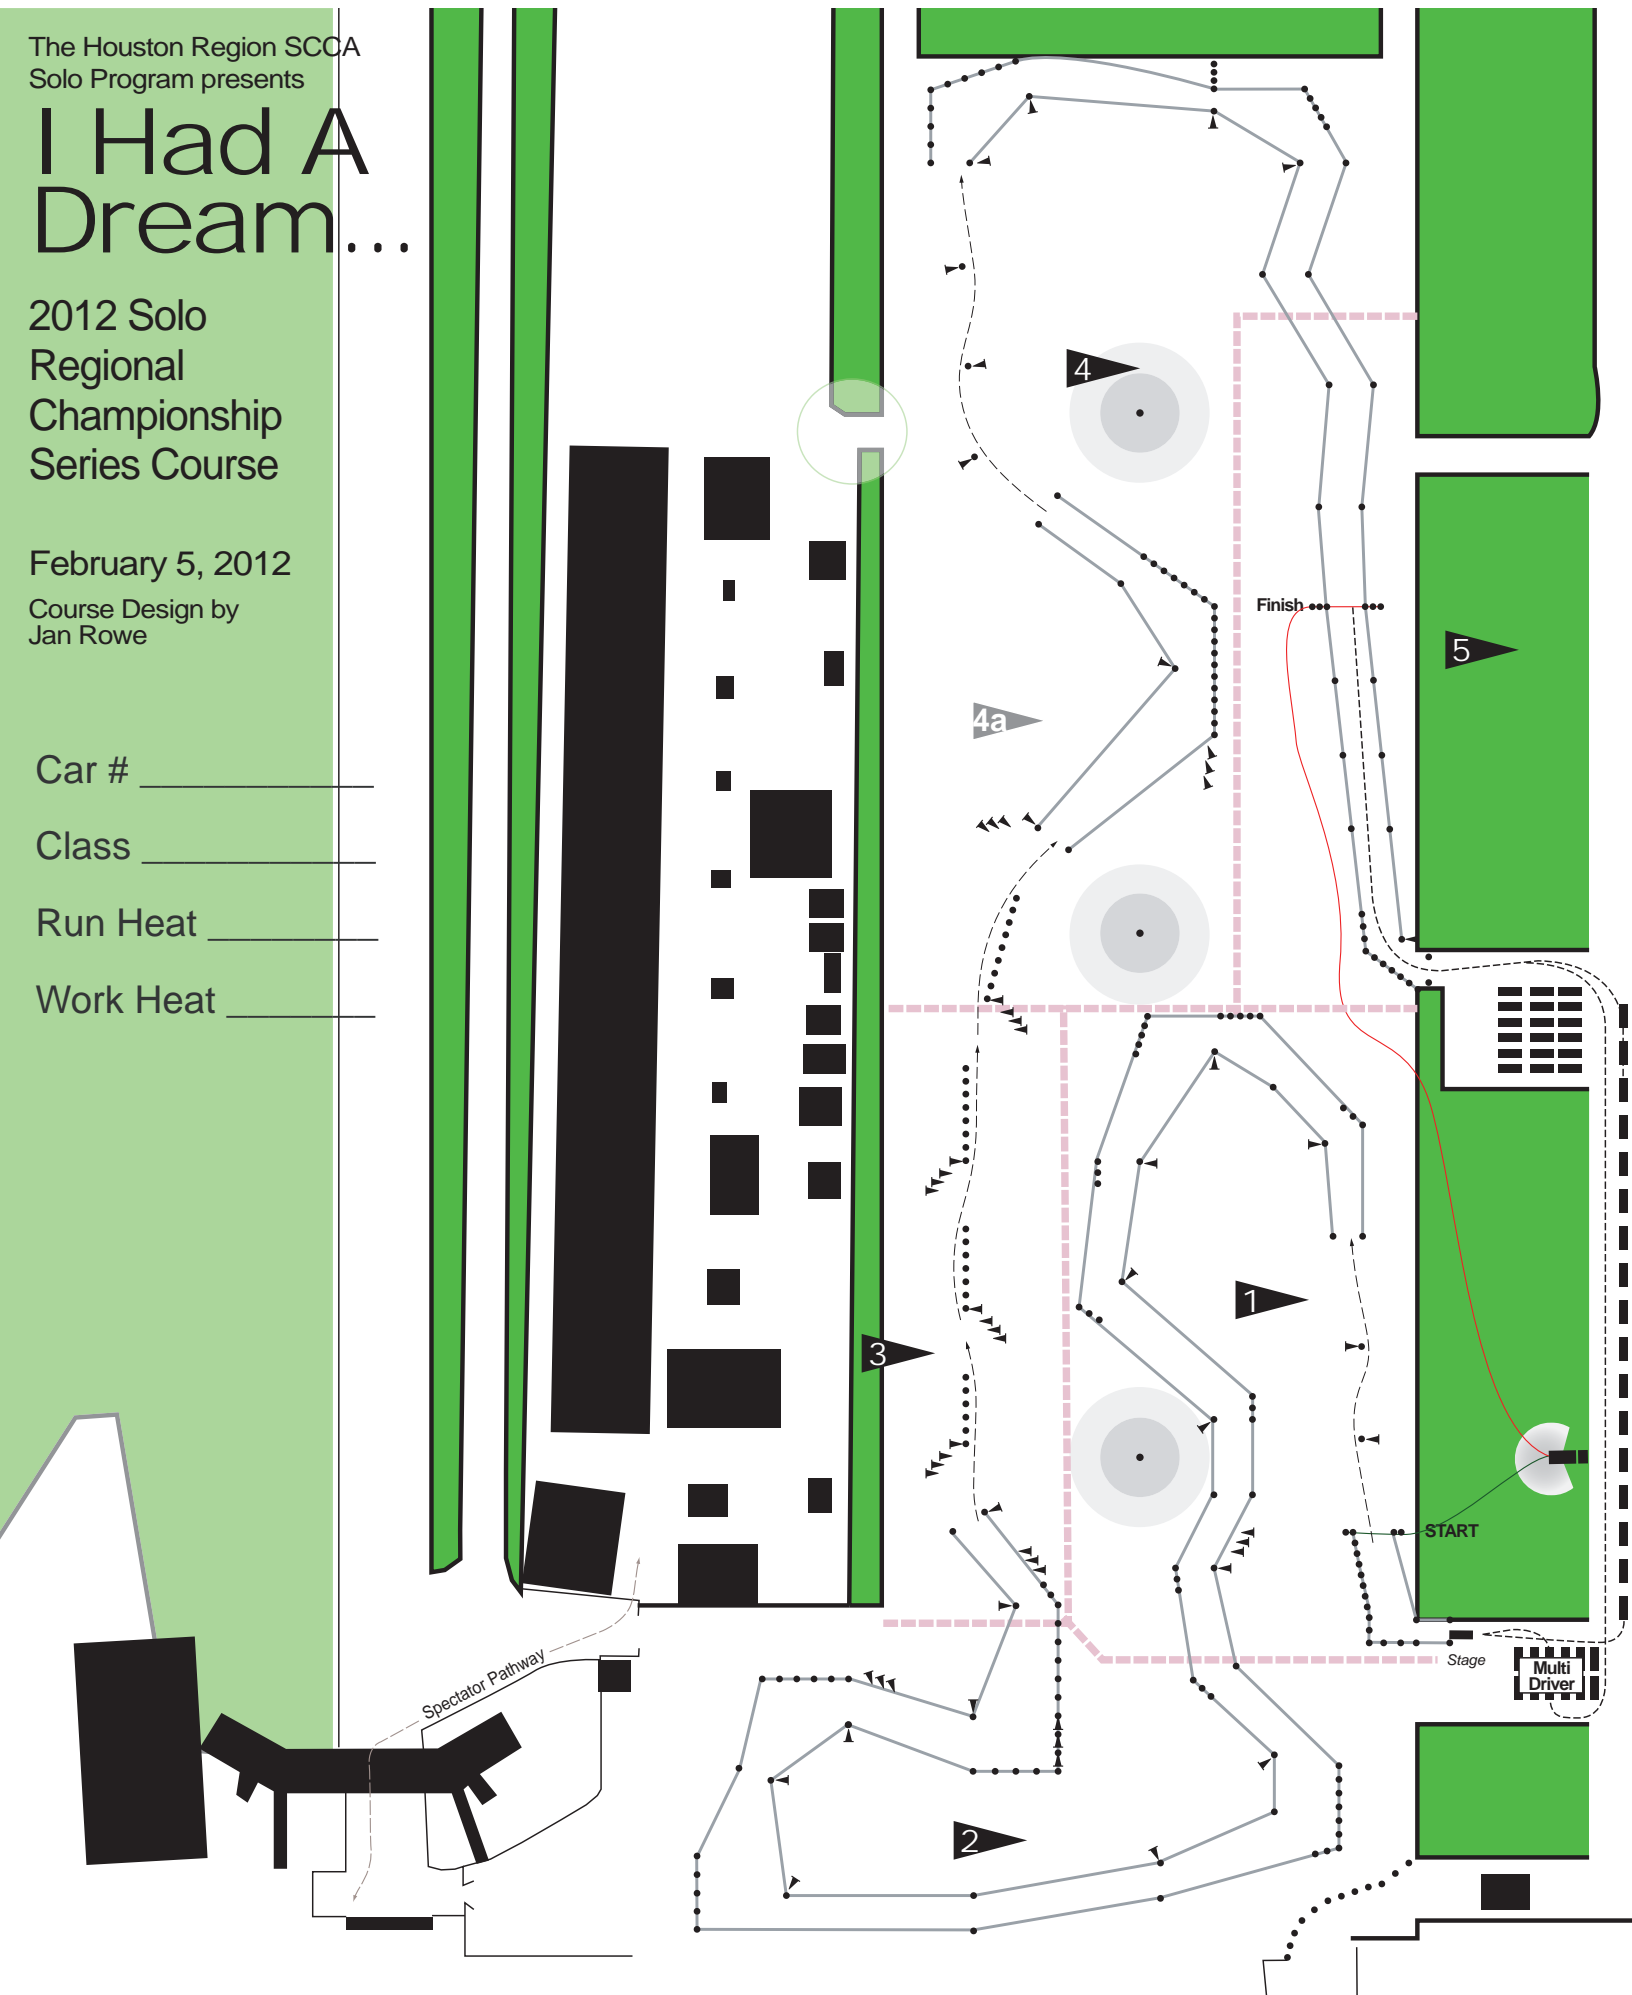 The Houston Region SCCA
Solo Program presents
I Had A
Dream...
2012 Solo
Regional
Championship
Series Course
February 5, 2012
Course Design by
Jan Rowe
Car # ___________
Class ___________
Run Heat ________
Work Heat _______
4
Finish
5
4a
1
3
START
Stage
Multi
Driver
Spectator Pathway
2